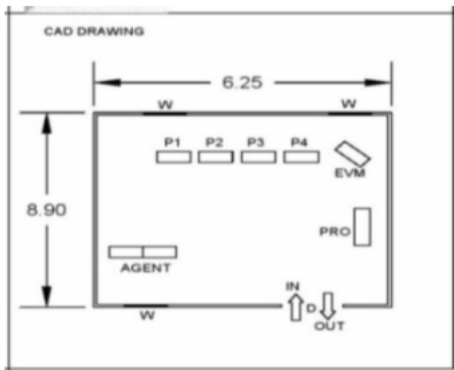 CAD DRAWING
6.25
W W
P1 P2 P3 P4
EVM
8.90
PRO
AGENT
IN
D
W
OUT